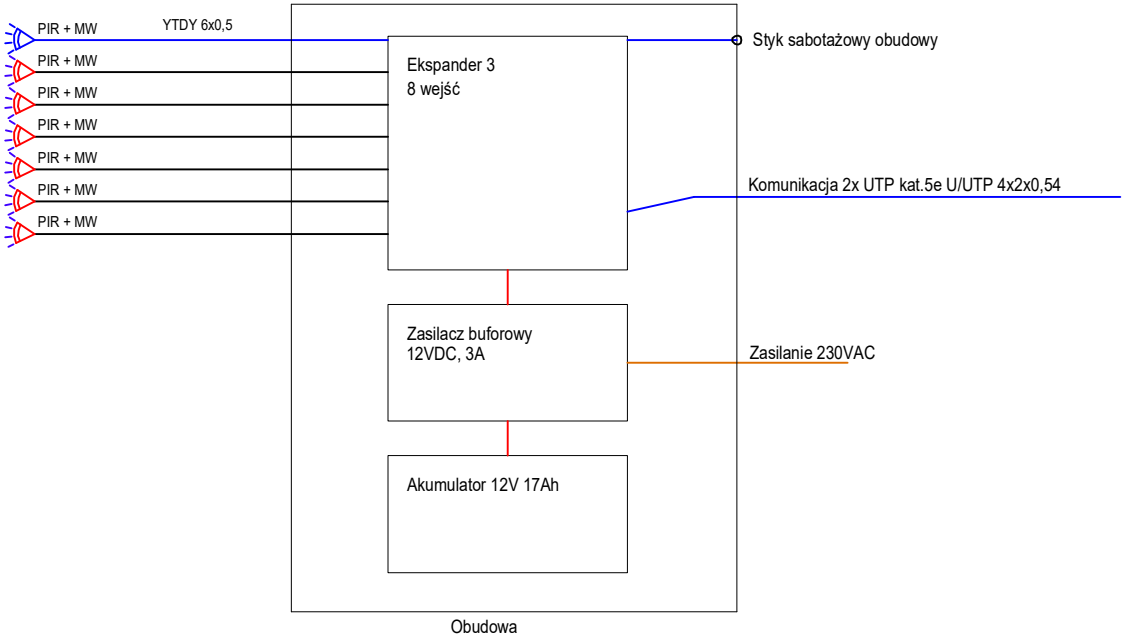 PIR + MW
YTDY 6x0,5
Styk sabotażowy obudowy
PIR + MW
Ekspander 3
8 wejść
PIR + MW
PIR + MW
PIR + MW
PIR + MW
PIR + MW
Komunikacja 2x UTP kat.5e U/UTP 4x2x0,54
Zasilacz buforowy
12VDC, 3A
Zasilanie 230VAC
Akumulator 12V 17Ah
Obudowa